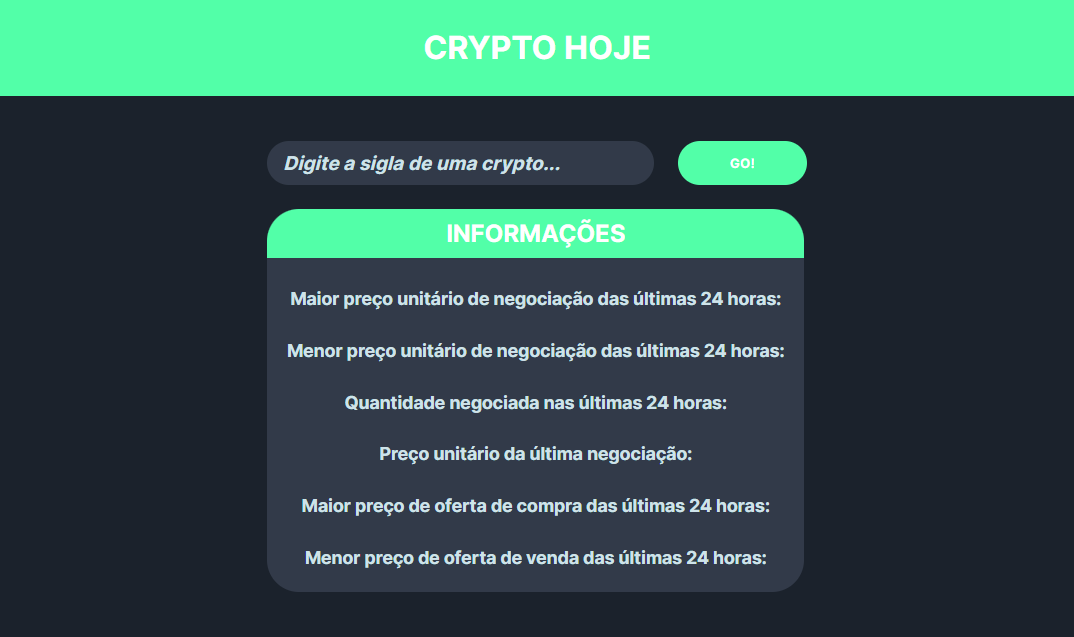 CRYPTO HOJE
Digite a sigla de uma crypto...
GO!
INFORMAÇÕES
Maior preço unitário de negociação das últimas 24 horas:
Menor preço unitário de negociação das últimas 24 horas:
Quantidade negociada nas últimas 24 horas:
Preço unitário da última negociação:
Maior preço de oferta de compra das últimas 24 horas:
Menor preço de oferta de venda das últimas 24 horas: